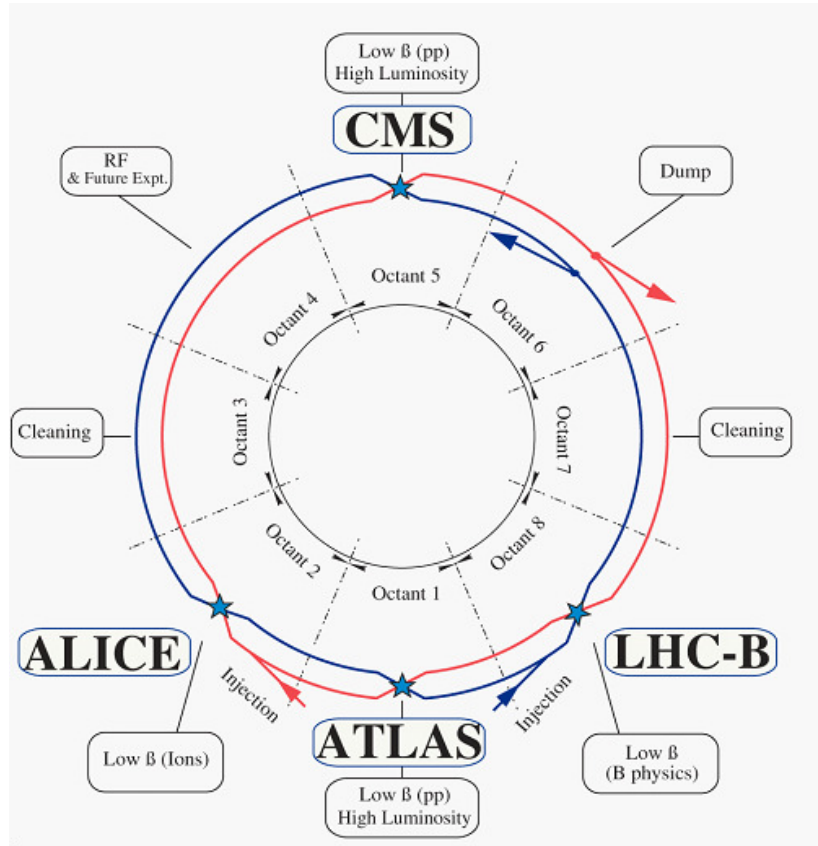 Low ß (pp)
High Luminosity
CMS
RF
& Future Expt.
Dump
Octant 5
Octant 4
Octant 6
Cleaning
Octant 3
Octant 7
Cleaning
Octant 2
Octant 8
Octant 1
ALICE
LHC-B
Injection
Injection
ATLAS
Low ß (Ions)
Low ß
(B physics)
Low ß (pp)
High Luminosity